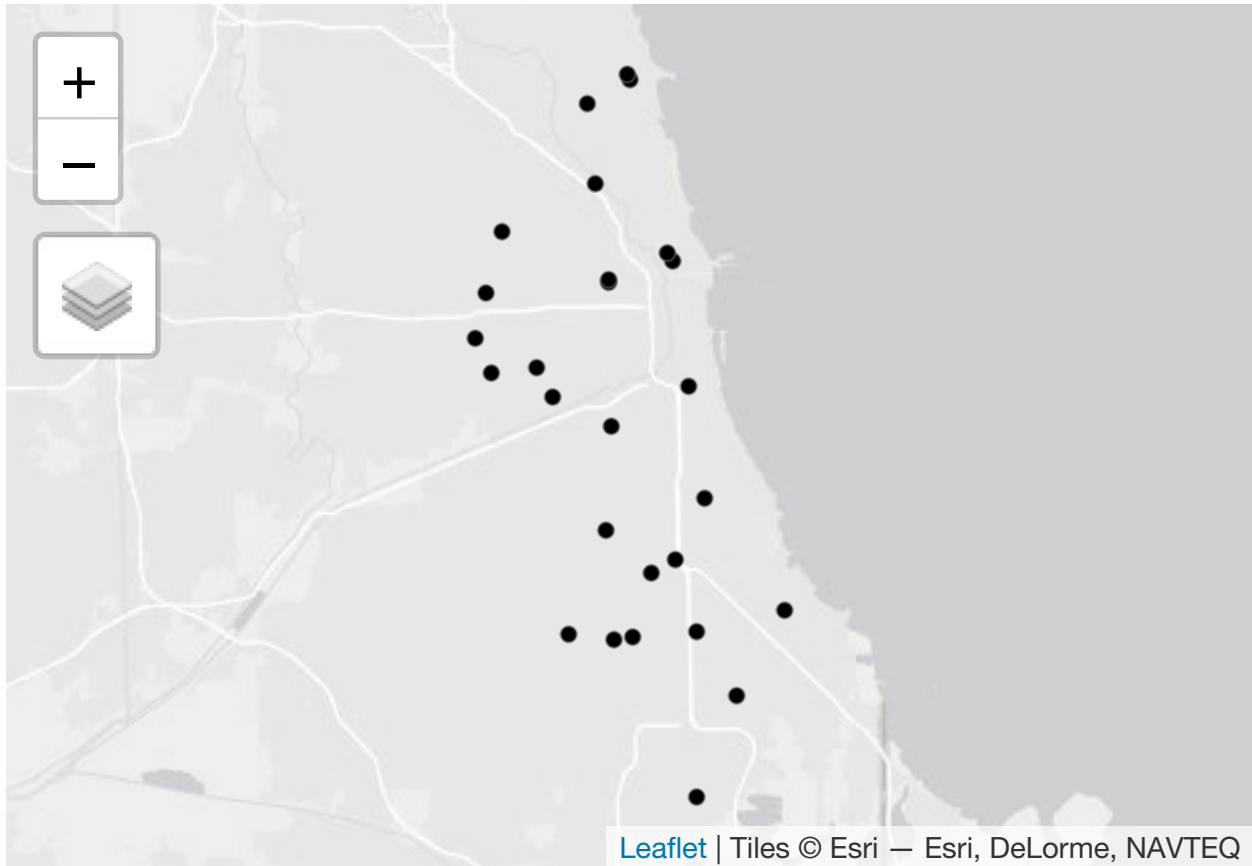 +
−
Leaflet | Tiles © Esri — Esri, DeLorme, NAVTEQ